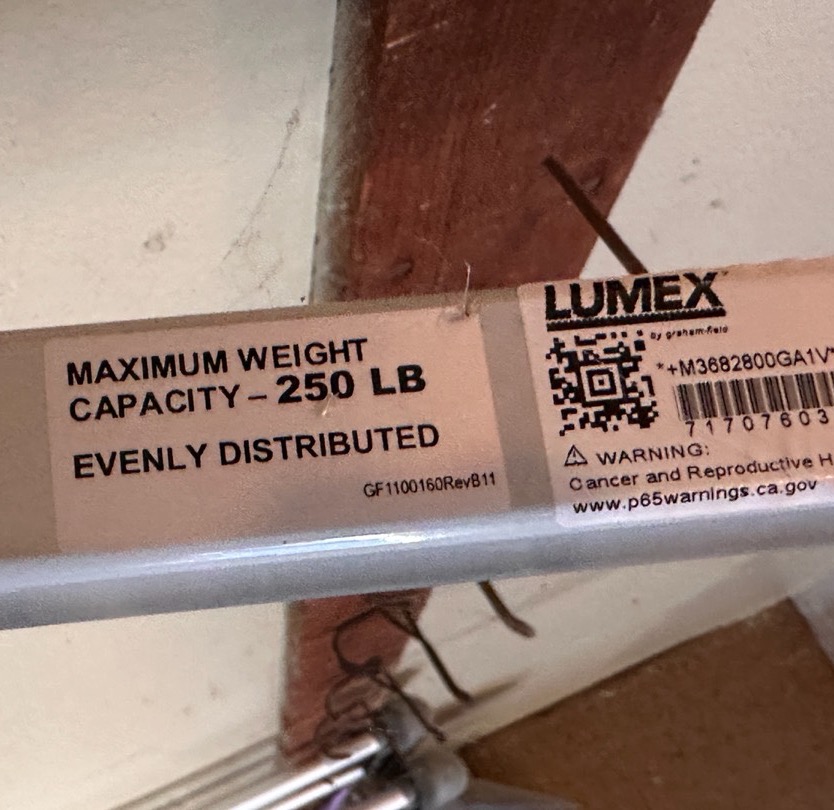 MAXIMUM WEIGHT
CAPACITY – 250 LB
EVENLY DISTRIBUTED
GF1100160RevB11
LUMEX
by graham-field
*+M3682800GA1V*
71707603
⚠ WARNING:
Cancer and Reproductive H
www.p65warnings.ca.gov